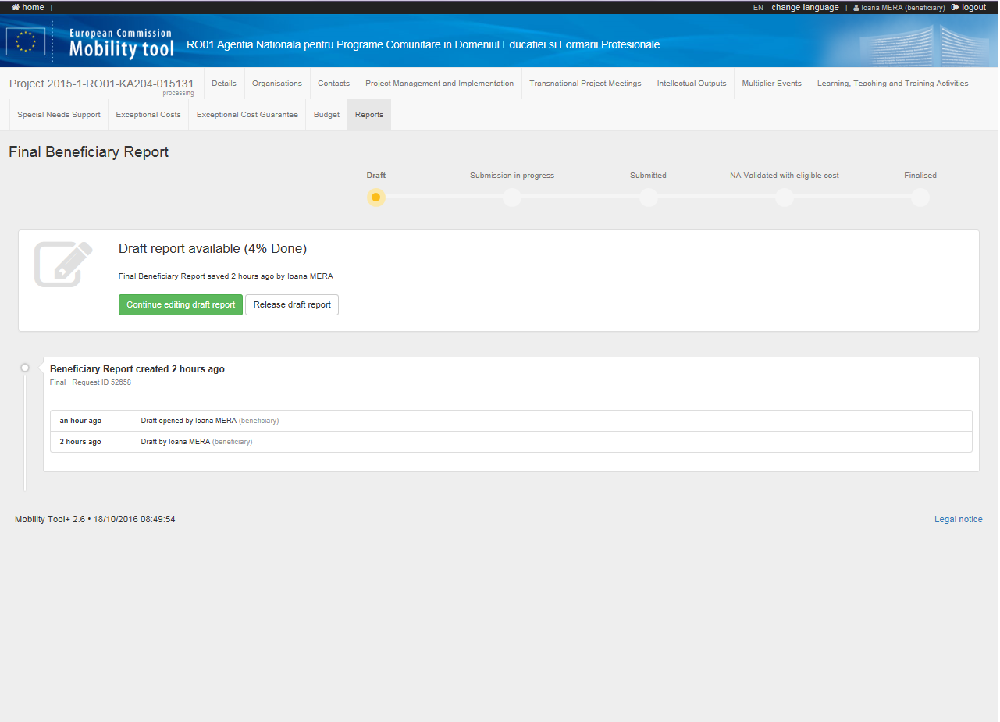 home |
EN change language | Ioana MERA (beneficiary) logout
European Commission
Mobility tool
RO01 Agentia Nationala pentru Programe Comunitare in Domeniul Educatiei si Formarii Profesionale
Project 2015-1-RO01-KA204-015131
processing
Details Organisations Contacts Project Management and Implementation Transnational Project Meetings Intellectual Outputs Multiplier Events Learning, Teaching and Training Activities
Special Needs Support Exceptional Costs Exceptional Cost Guarantee Budget Reports
Final Beneficiary Report
Draft Submission in progress Submitted NA Validated with eligible cost Finalised
Draft report available (4% Done)
Final Beneficiary Report saved 2 hours ago by Ioana MERA
Continue editing draft report Release draft report
Beneficiary Report created 2 hours ago
Final · Request ID 52658
an hour ago Draft opened by Ioana MERA (beneficiary)
2 hours ago Draft by Ioana MERA (beneficiary)
Mobility Tool+ 2.6 • 18/10/2016 08:49:54
Legal notice